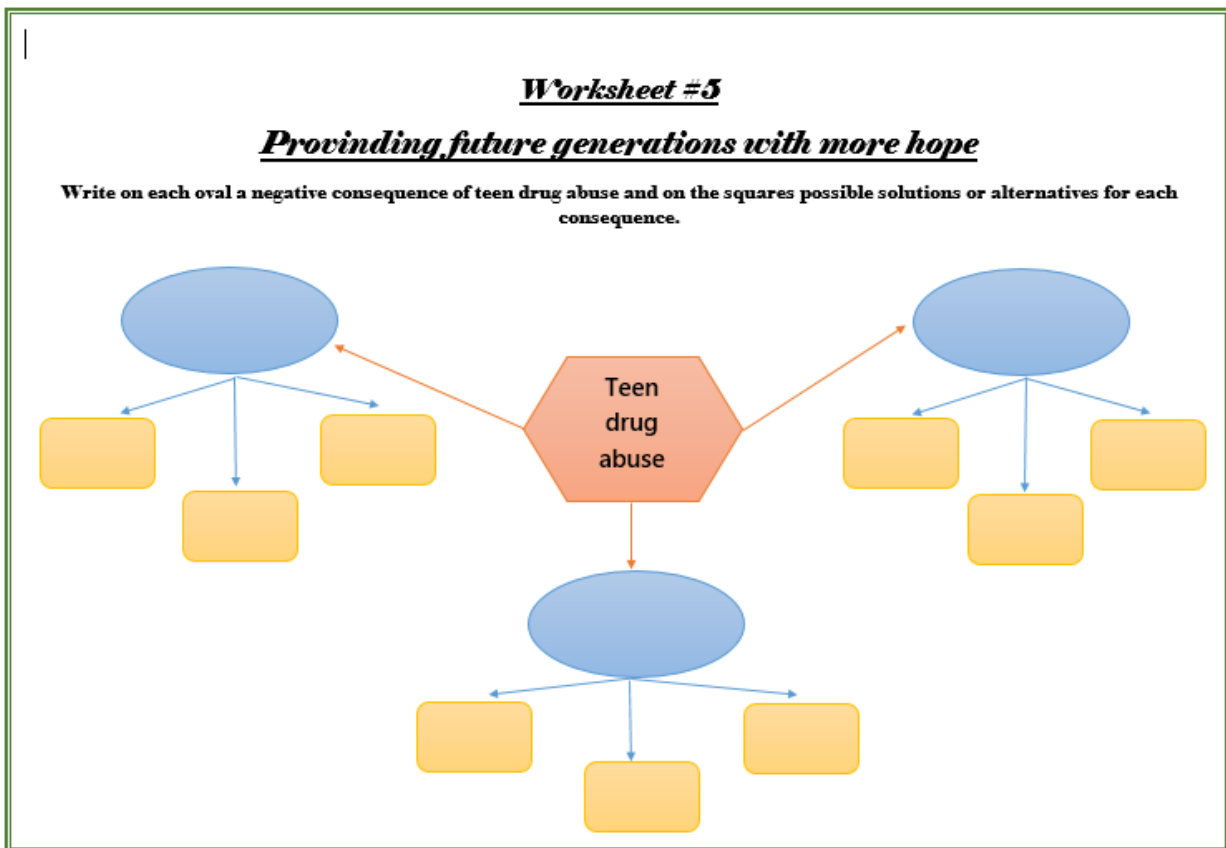 Worksheet #5
Provinding future generations with more hope
Write on each oval a negative consequence of teen drug abuse and on the squares possible solutions or alternatives for each
consequence.
Teen
drug
abuse